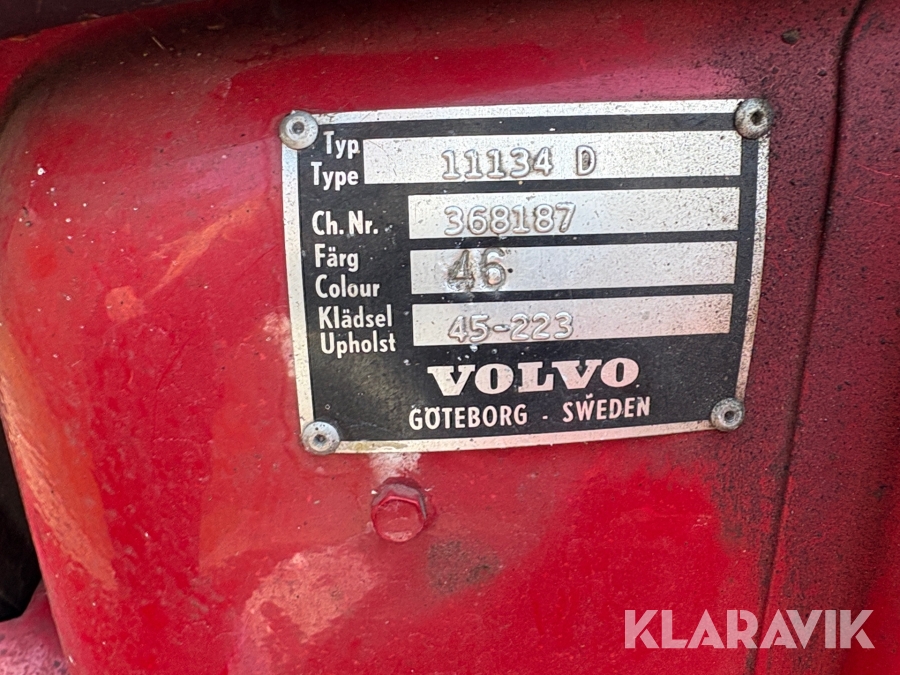 Typ
Type
11134 D
Ch. Nr.
368187
Färg
Colour
46
Klädsel
Upholst
45-223
VOLVO
GÖTEBORG - SWEDEN
KLARAVIK